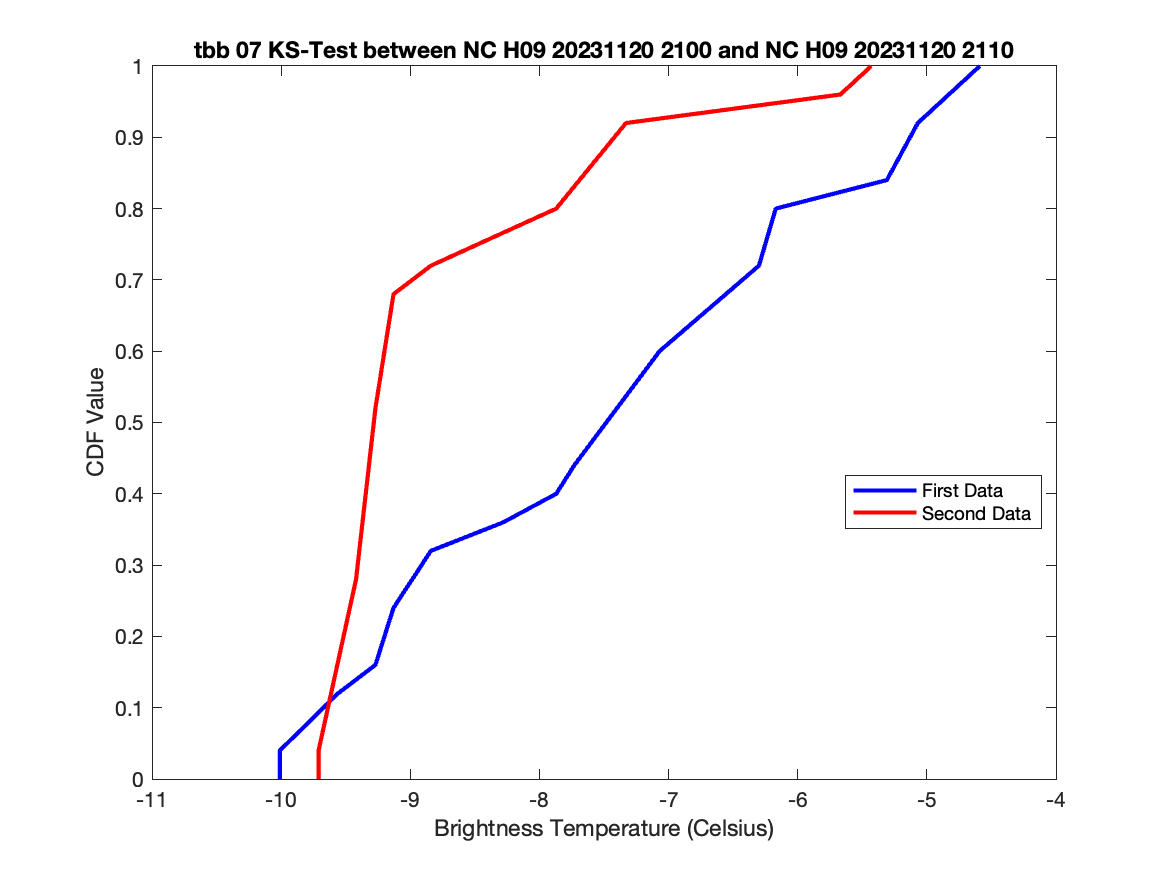 tbb 07 KS-Test between NC H09 20231120 2100 and NC H09 20231120 2110
1
0.9
0.8
0.7
0.6
0.5
0.4
0.3
0.2
0.1
0
CDF Value
First Data
Second Data
-11 -10 -9 -8 -7 -6 -5 -4
Brightness Temperature (Celsius)